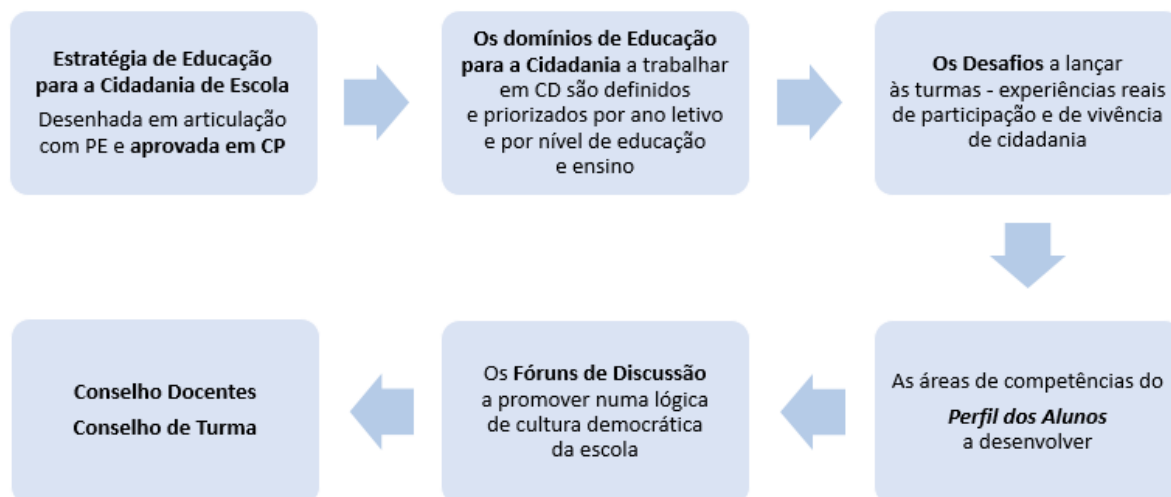 Estratégia de Educação
para a Cidadania de Escola
Desenhada em articulação
com PE e aprovada em CP
Os domínios de Educação
para a Cidadania a trabalhar
em CD são definidos
e priorizados por ano letivo
e por nível de educação
e ensino
Os Desafios a lançar
às turmas - experiências reais
de participação e de vivência
de cidadania
As áreas de competências do
Perfil dos Alunos
a desenvolver
Os Fóruns de Discussão
a promover numa lógica
de cultura democrática
da escola
Conselho Docentes
Conselho de Turma